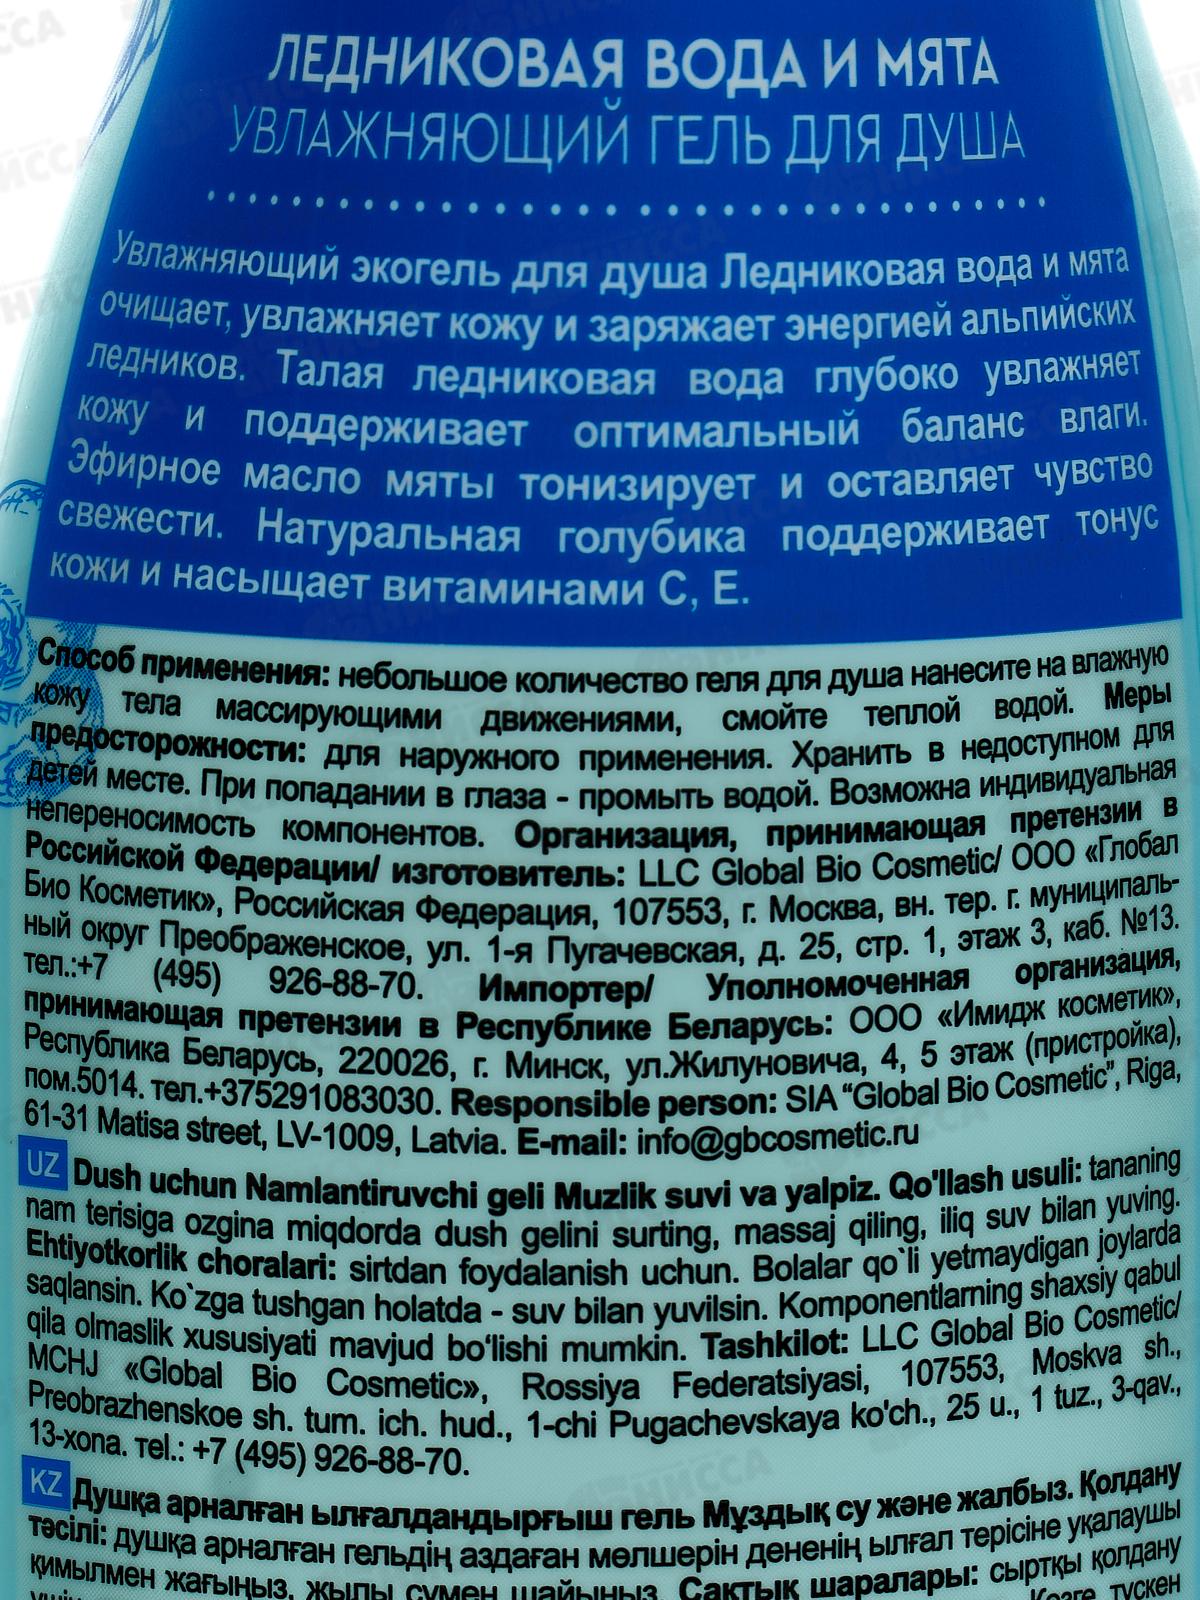 ЛЕДНИКОВАЯ ВОДА И МЯТА
УВЛАЖНЯЮЩИЙ ГЕЛЬ ДЛЯ ДУША
Увлажняющий экогель для душа Ледниковая вода и мята
очищает, увлажняет кожу и заряжает энергией альпийских
ледников. Талая ледниковая вода глубоко увлажняет
кожу и поддерживает оптимальный баланс влаги.
Эфирное масло мяты тонизирует и оставляет чувство
свежести. Натуральная голубика поддерживает тонус
кожи и насыщает витаминами С, Е.
Способ применения: небольшое количество геля для душа нанесите на влажную
кожу тела массирующими движениями, смойте теплой водой. Меры
предосторожности: для наружного применения. Хранить в недоступном для
детей месте. При попадании в глаза - промыть водой. Возможна индивидуальная
непереносимость компонентов. Организация, принимающая претензии в
Российской Федерации/ изготовитель: LLC Global Bio Cosmetic/ ООО «Глобал
Био Косметик», Российская Федерация, 107553, г. Москва, вн. тер. г. муниципаль-
ный округ Преображенское, ул. 1-я Пугачевская, д. 25, стр. 1, этаж 3, каб. №13.
тел.:+7 (495) 926-88-70. Импортер/ Уполномоченная организация,
принимающая претензии в Республике Беларусь: ООО «Имидж косметик»,
Республика Беларусь, 220026, г. Минск, ул.Жилуновича, 4, 5 этаж (пристройка),
пом.5014. тел.+375291083030. Responsible person: SIA “Global Bio Cosmetic”, Riga,
61-31 Matisa street, LV-1009, Latvia. E-mail: info@gbcosmetic.ru
UZ Dush uchun Namlantiruvchi geli Muzlik suvi va yalpiz. Qo'llash usuli: tananing
nam terisiga ozgina miqdorda dush gelini surting, massaj qiling, iliq suv bilan yuving.
Ehtiyotkorlik choralari: sirtdan foydalanish uchun. Bolalar qo`li yetmaydigan joylarda
saqlansin. Ko`zga tushgan holatda - suv bilan yuvilsin. Komponentlarning shaxsiy qabul
qila olmaslik xususiyati mavjud bo‘lishi mumkin. Tashkilot: LLC Global Bio Cosmetic/
MCHJ «Global Bio Cosmetic», Rossiya Federatsiyasi, 107553, Moskva sh.,
Preobrazhenskoe sh. tum. ich. hud., 1-chi Pugachevskaya ko'ch., 25 u., 1 tuz., 3-qav.,
13-xona. tel.: +7 (495) 926-88-70.
KZ Душқа арналған ылғалдандырғыш гель Мұздық су және жалбыз. Қолдану
тәсілі: душқа арналған гельдің аздаған мөлшерін дененің ылғал терісіне уқалаушы
қимылмен жағыңыз, жылы сумен шайыңыз. Сақтық шаралары: сыртқы қолдану
Көзге түскен